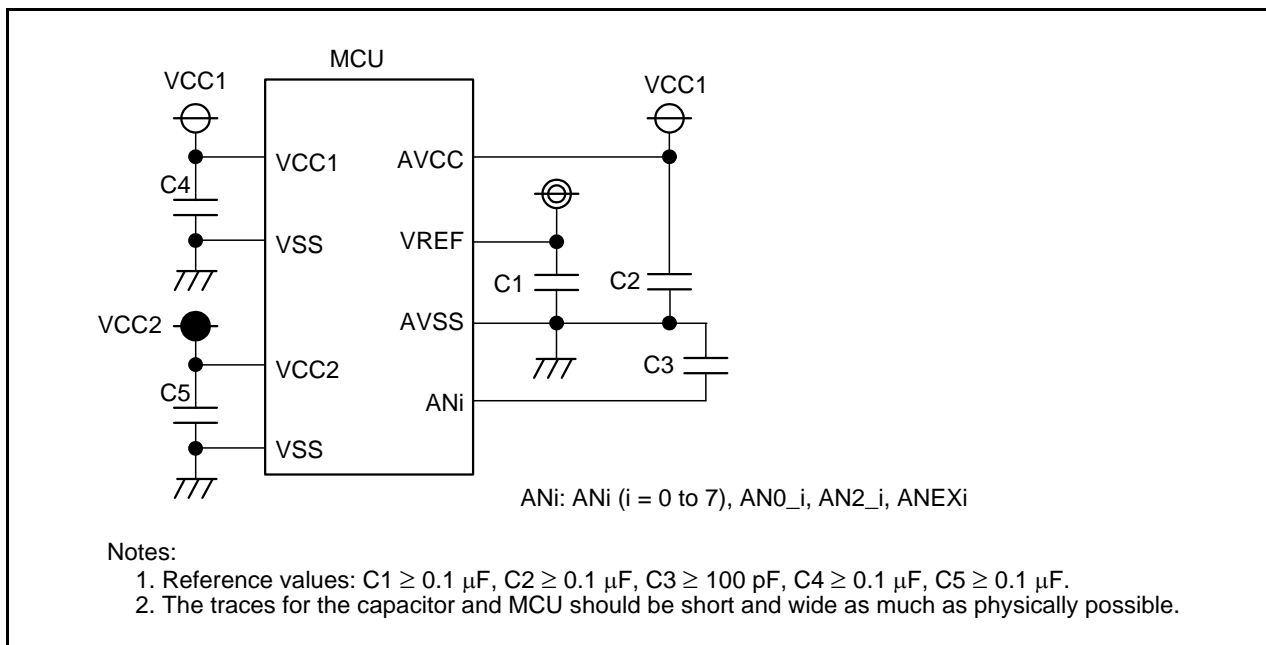 MCU
VCC1
VCC1
VCC1
AVCC
C4
VSS
VREF
C1
C2
VCC2
AVSS
VCC2
C3
C5
ANi
VSS
ANi: ANi (i = 0 to 7), AN0_i, AN2_i, ANEXi
Notes:
1. Reference values: C1 ≥ 0.1 μF, C2 ≥ 0.1 μF, C3 ≥ 100 pF, C4 ≥ 0.1 μF, C5 ≥ 0.1 μF.
2. The traces for the capacitor and MCU should be short and wide as much as physically possible.